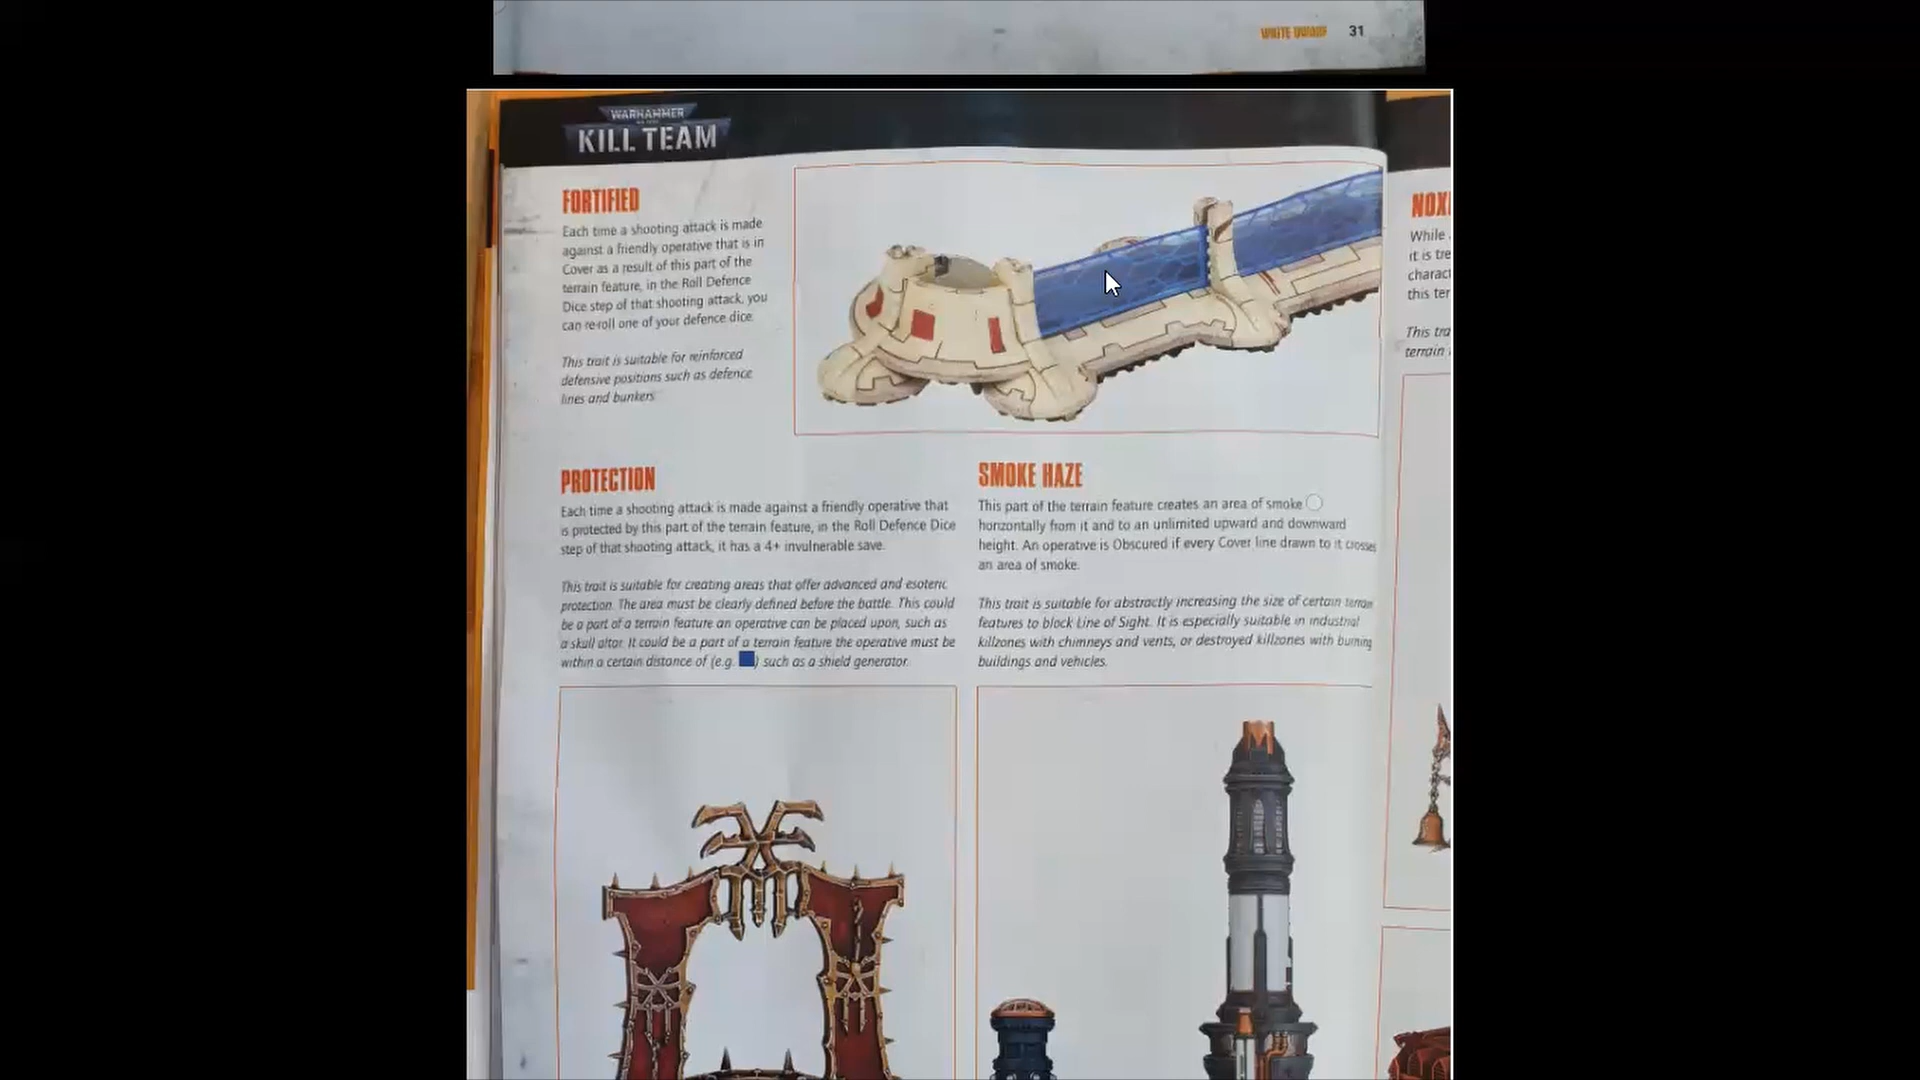 WHITE DWARF 31
WARHAMMER
KILL TEAM
FORTIFIED
Each time a shooting attack is made
against a friendly operative that is in
Cover as a result of this part of the
terrain feature, in the Roll Defence
Dice step of that shooting attack, you
can re-roll one of your defence dice.
This trait is suitable for reinforced
defensive positions such as defence
lines and bunkers.
PROTECTION
Each time a shooting attack is made against a friendly operative that
is protected by this part of the terrain feature, in the Roll Defence Dice
step of that shooting attack, it has a 4+ invulnerable save.
This trait is suitable for creating areas that offer advanced and esoteric
protection. The area must be clearly defined before the battle. This could
be a part of a terrain feature an operative can be placed upon, such as
a skull altar. It could be a part of a terrain feature the operative must be
within a certain distance of (e.g. ) such as a shield generator.
SMOKE HAZE
This part of the terrain feature creates an area of smoke
horizontally from it and to an unlimited upward and downward
height. An operative is Obscured if every Cover line drawn to it crosses
an area of smoke.
This trait is suitable for abstractly increasing the size of certain terrain
features to block Line of Sight. It is especially suitable in industrial
killzones with chimneys and vents, or destroyed killzones with burning
buildings and vehicles.
NOXI
While
it is tre
charact
this ter
This tra
terrain